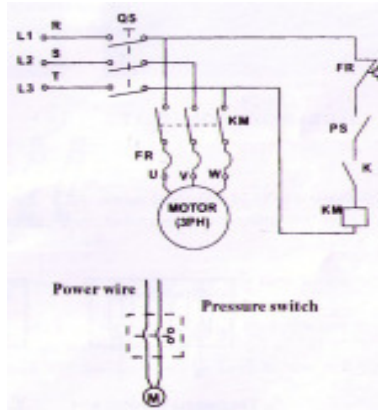 QS
L1 R
L2 S
L3 T
FR
KM
PS
FR
K
U V W
KM
MOTOR
(3PH)
Power wire
Pressure switch
M